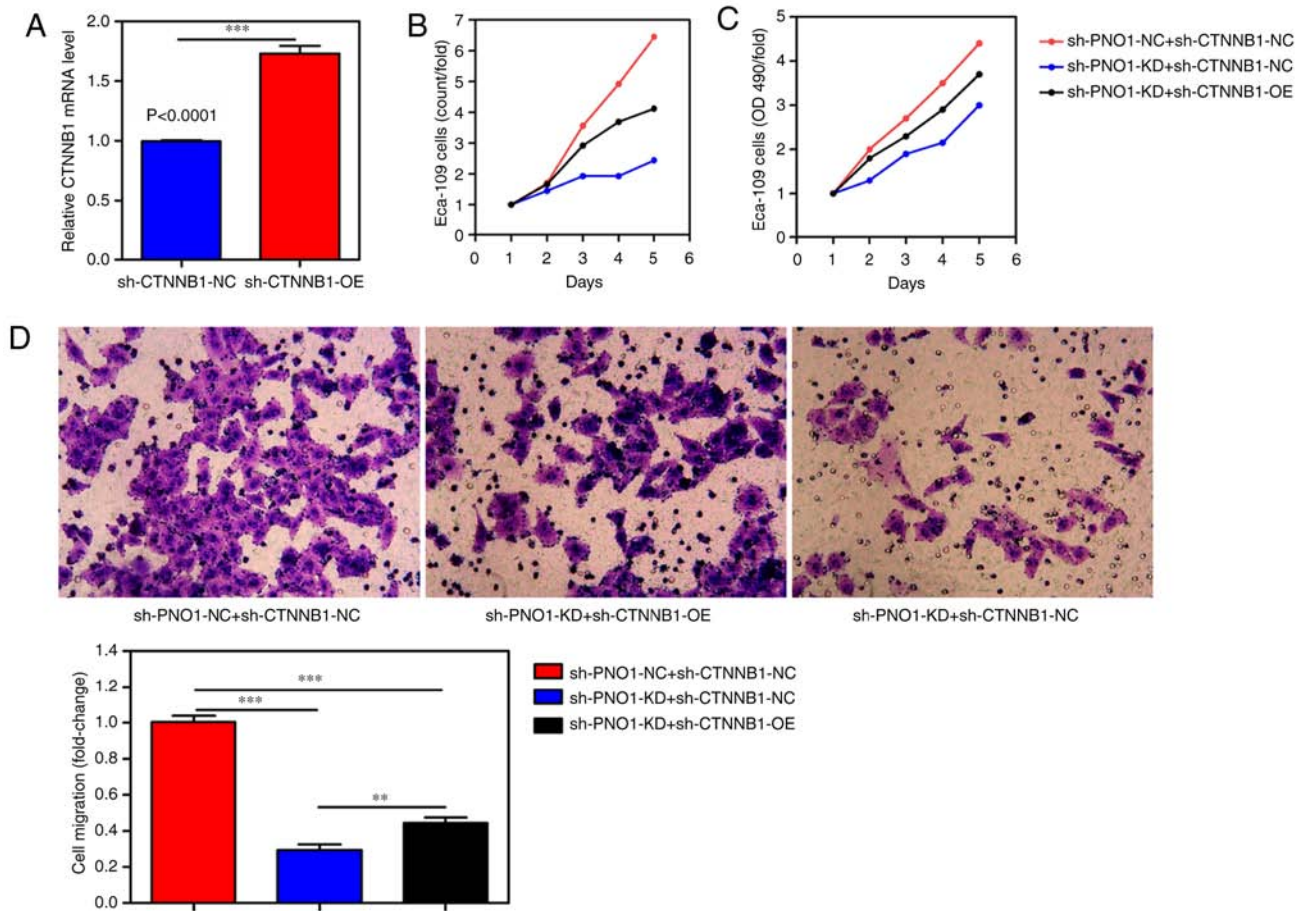 A
Relative CTNNB1 mRNA level
2.0
1.5
1.0
0.5
0.0
***
P<0.0001
sh-CTNNB1-NC sh-CTNNB1-OE
B
Eca-109 cells (count/fold)
7
6
5
4
3
2
1
0
0 1 2 3 4 5 6
Days
C
Eca-109 cells (OD 490/fold)
5
4
3
2
1
0
0 1 2 3 4 5 6
Days
sh-PNO1-NC+sh-CTNNB1-NC
sh-PNO1-KD+sh-CTNNB1-NC
sh-PNO1-KD+sh-CTNNB1-OE
D
sh-PNO1-NC+sh-CTNNB1-NC sh-PNO1-KD+sh-CTNNB1-OE sh-PNO1-KD+sh-CTNNB1-NC
Cell migration (fold-change)
1.4
1.2
1.0
0.8
0.6
0.4
0.2
0.0
***
***
**
sh-PNO1-NC+sh-CTNNB1-NC
sh-PNO1-KD+sh-CTNNB1-NC
sh-PNO1-KD+sh-CTNNB1-OE